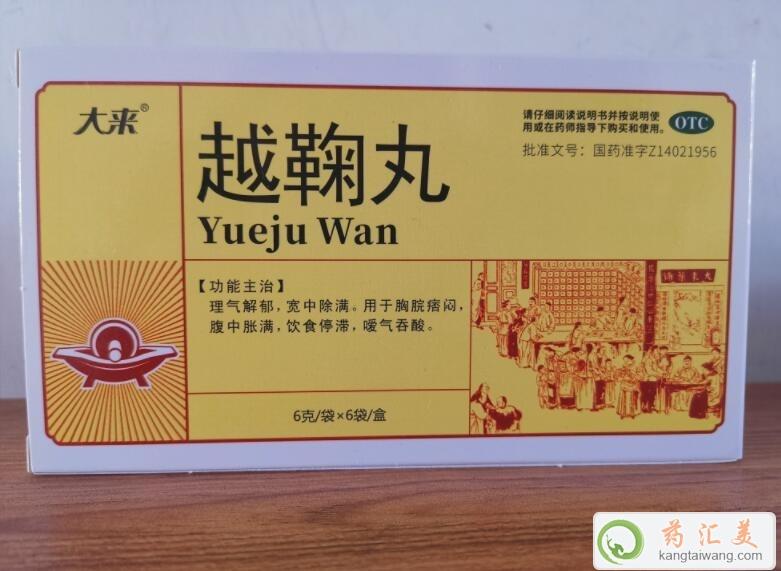 大来®
越鞠丸
Yueju Wan
请仔细阅读说明书并按说明使
用或在药师指导下购买和使用。
OTC
批准文号：国药准字Z14021956
【功能主治】
理气解郁，宽中除满。用于胸脘痞闷，
腹中胀满，饮食停滞，嗳气吞酸。
6克/袋×6袋/盒
药汇美
kangtaiwang.com